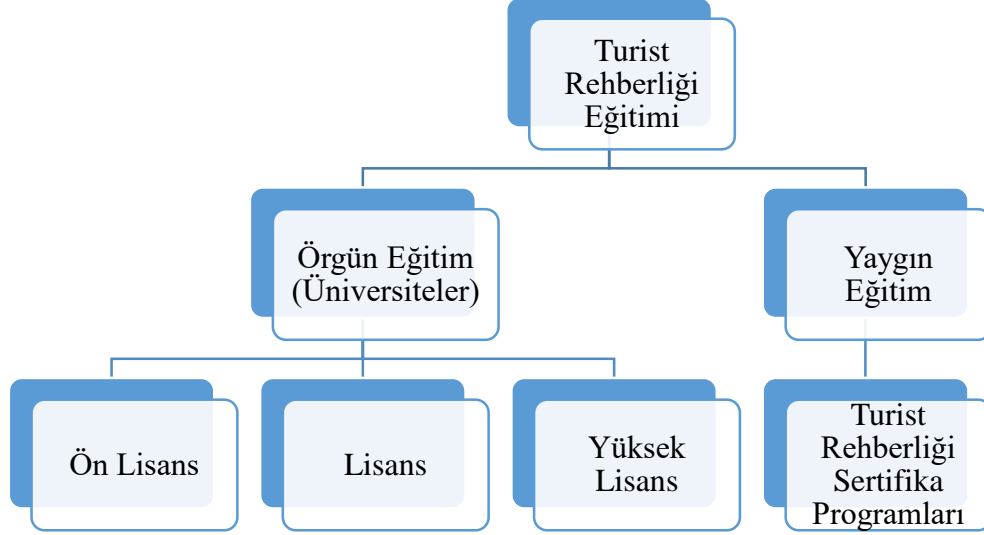 Turist
Rehberliği
Eğitimi
Örgün Eğitim
(Üniversiteler)
Yaygın
Eğitim
Ön Lisans
Lisans
Yüksek
Lisans
Turist
Rehberliği
Sertifika
Programları